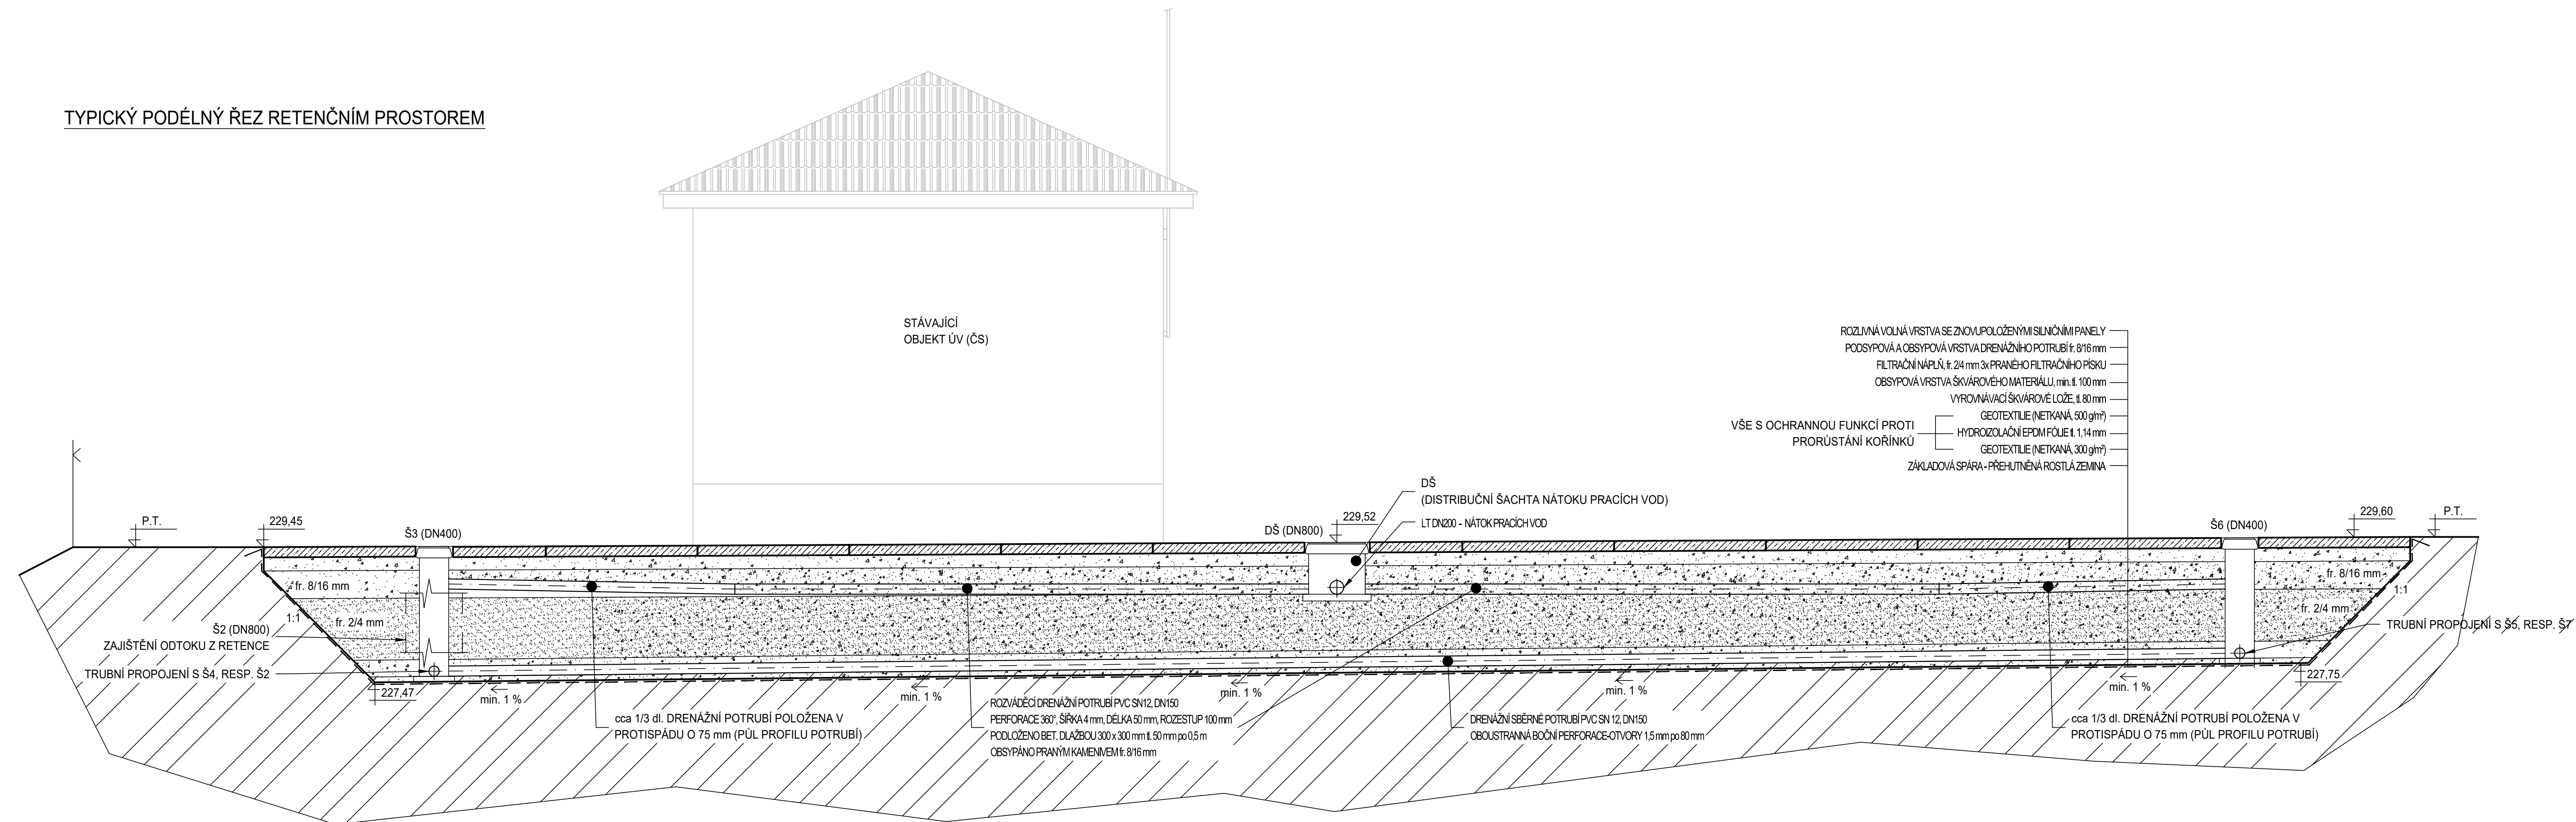 TYPICKÝ PODÉLNÝ ŘEZ RETENČNÍM PROSTOREM
STÁVAJÍCÍ
OBJEKT ÚV (ČS)
ROZLIVNÁ VOLNÁ VRSTVA SE ZNOVUPOLOŽENÝMI SILNIČNÍMI PANELY
PODSYPOVÁ A OBSYPOVÁ VRSTVA DRENÁŽNÍHO POTRUBÍ fr. 8/16 mm
FILTRAČNÍ NÁPLŇ, fr. 2/4 mm 3x PRANÉHO FILTRAČNÍHO PÍSKU
OBSYPOVÁ VRSTVA ŠKVÁROVÉHO MATERIÁLU, min. tl. 100 mm
VYROVNÁVACÍ ŠKVÁROVÉ LOŽE, tl. 80 mm
GEOTEXTILIE (NETKANÁ, 500 g/m²)
HYDROIZOLAČNÍ EPDM FÓLIE tl. 1,14 mm
GEOTEXTILIE (NETKANÁ, 300 g/m²)
ZÁKLADOVÁ SPÁRA - PŘEHUTNĚNÁ ROSTLÁ ZEMINA
VŠE S OCHRANNOU FUNKCÍ PROTI
PRORŮSTÁNÍ KOŘÍNKŮ
DŠ
(DISTRIBUČNÍ ŠACHTA NÁTOKU PRACÍCH VOD)
LT DN200 - NÁTOK PRACÍCH VOD
P.T.
229,45
Š3 (DN400)
DŠ (DN800)
229,52
Š6 (DN400)
229,60
P.T.
fr. 8/16 mm
1:1
fr. 2/4 mm
fr. 8/16 mm
1:1
fr. 2/4 mm
Š2 (DN800)
ZAJIŠTĚNÍ ODTOKU Z RETENCE
TRUBNÍ PROPOJENÍ S Š4, RESP. Š2
TRUBNÍ PROPOJENÍ S Š5, RESP. Š7
227,47
min. 1 %
min. 1 %
min. 1 %
min. 1 %
min. 1 %
227,75
cca 1/3 dl. DRENÁŽNÍ POTRUBÍ POLOŽENA V
PROTISPÁDU O 75 mm (PŮL PROFILU POTRUBÍ)
ROZVÁDĚCÍ DRENÁŽNÍ POTRUBÍ PVC SN12, DN150
PERFORACE 360°, ŠÍŘKA 4 mm, DÉLKA 50 mm, ROZESTUP 100 mm
PODLOŽENO BET. DLAŽBOU 300 x 300 mm tl. 50 mm po 0,5 m
OBSYPÁNO PRANÝM KAMENIVEM fr. 8/16 mm
DRENÁŽNÍ SBĚRNÉ POTRUBÍ PVC SN 12, DN150
OBOUSTRANNÁ BOČNÍ PERFORACE-OTVORY 1,5 mm po 80 mm
cca 1/3 dl. DRENÁŽNÍ POTRUBÍ POLOŽENA V
PROTISPÁDU O 75 mm (PŮL PROFILU POTRUBÍ)